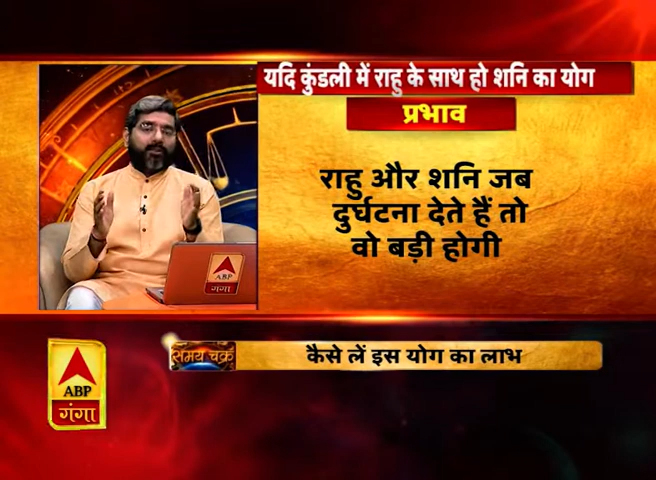 यदि कुंडली में राहु के साथ हो शनि का योग
प्रभाव
राहु और शनि जब
दुर्घटना देते हैं तो
वो बड़ी होगी
ABP
गंगा
समय चक्र
कैसे लें इस योग का लाभ
ABP
गंगा